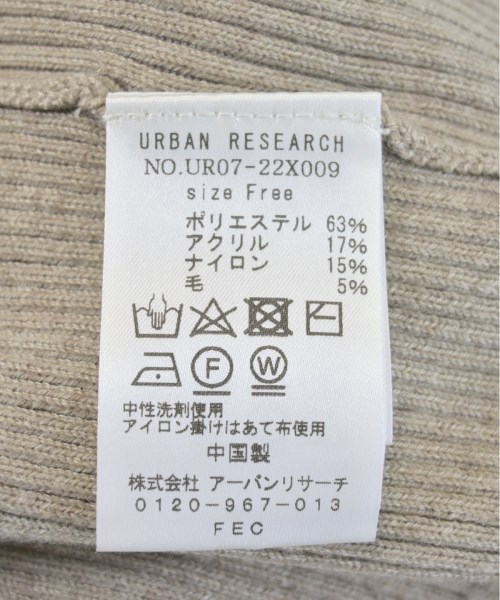 URBAN RESEARCH
NO.UR07-22X009
size Free
ポリエステル 63%
アクリル 17%
ナイロン 15%
毛 5%
F W
中性洗剤使用
アイロン掛けはあて布使用
中国製
株式会社 アーバンリサーチ
0120-967-013
FEC